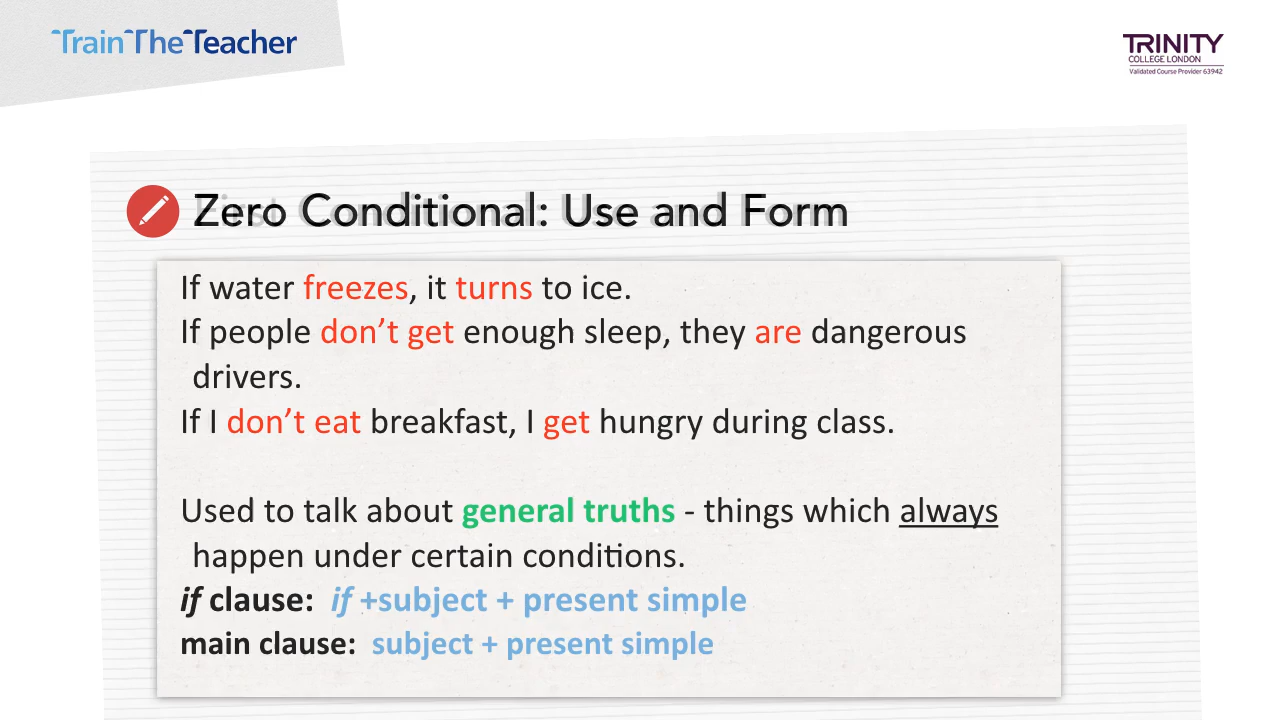 TrainTheTeacher
TRINITY
COLLEGE LONDON
Validated Course Provider 63942
Zero Conditional: Use and Form
If water freezes, it turns to ice.
If people don’t get enough sleep, they are dangerous
drivers.
If I don’t eat breakfast, I get hungry during class.
Used to talk about general truths - things which always
happen under certain conditions.
if clause: if +subject + present simple
main clause: subject + present simple